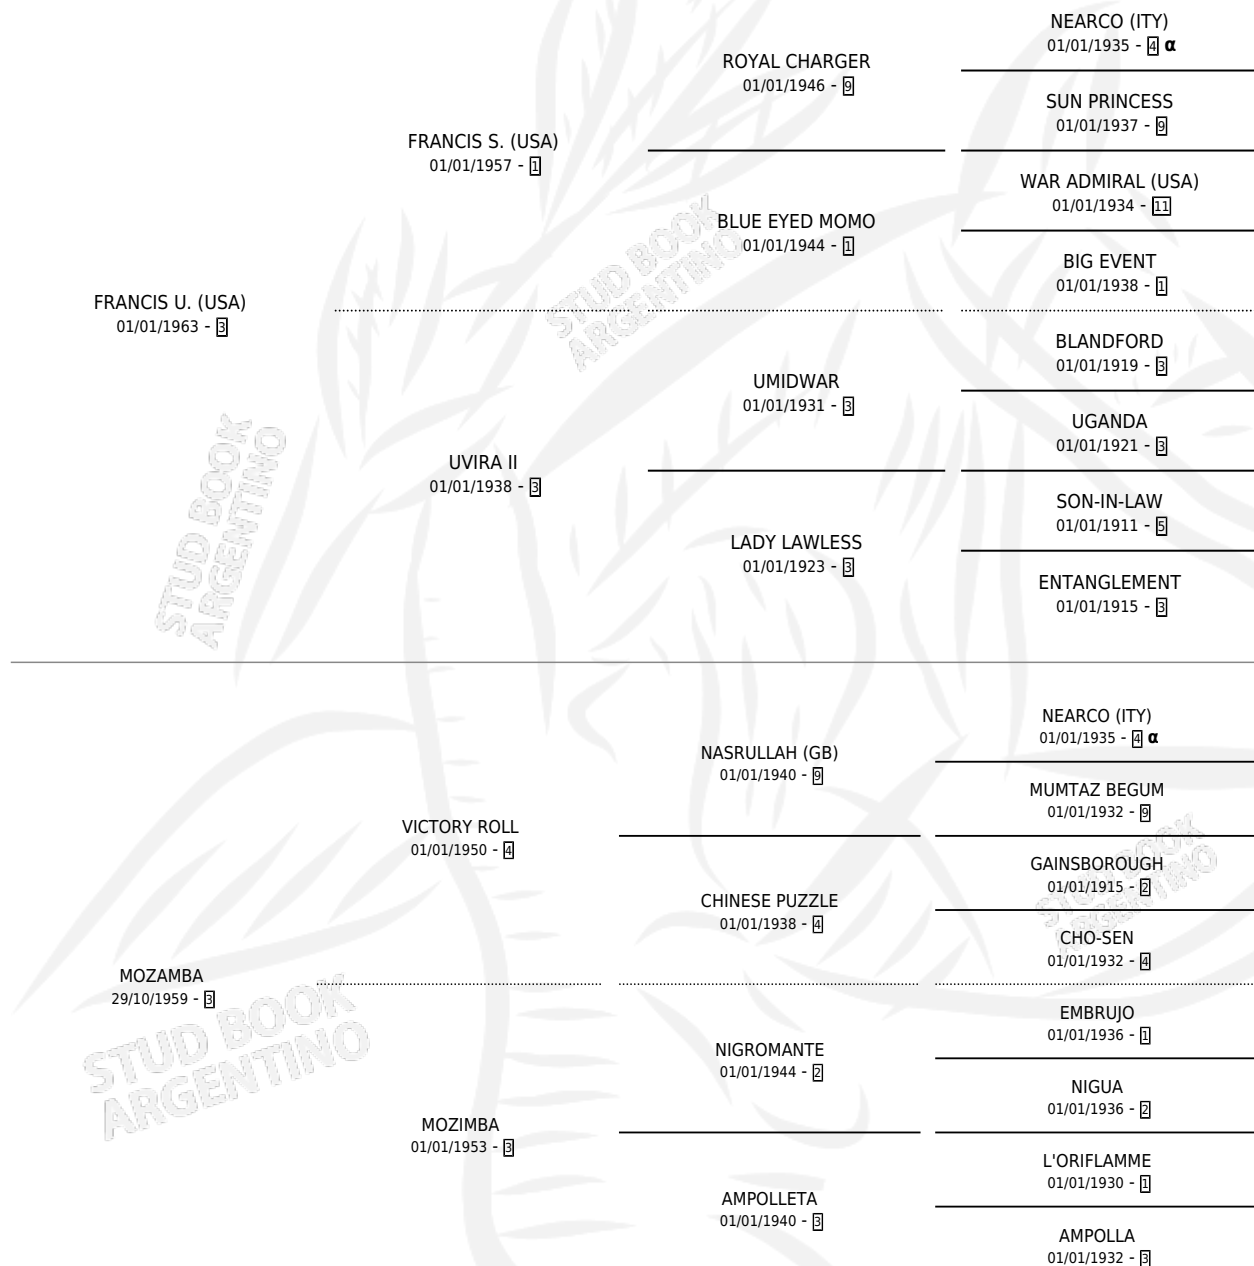 NEARCO (ITY)
01/01/1935 - 4 α
ROYAL CHARGER
01/01/1946 - 9
SUN PRINCESS
01/01/1937 - 9
FRANCIS S. (USA)
01/01/1957 - 1
WAR ADMIRAL (USA)
01/01/1934 - 11
BLUE EYED MOMO
01/01/1944 - 1
BIG EVENT
01/01/1938 - 1
FRANCIS U. (USA)
01/01/1963 - 3
BLANDFORD
01/01/1919 - 3
UMIDWAR
01/01/1931 - 3
UGANDA
01/01/1921 - 3
UVIRA II
01/01/1938 - 3
SON-IN-LAW
01/01/1911 - 5
LADY LAWLESS
01/01/1923 - 3
ENTANGLEMENT
01/01/1915 - 3
NEARCO (ITY)
01/01/1935 - 4 α
NASRULLAH (GB)
01/01/1940 - 9
MUMTAZ BEGUM
01/01/1932 - 9
VICTORY ROLL
01/01/1950 - 4
GAINSBOROUGH
01/01/1915 - 2
CHINESE PUZZLE
01/01/1938 - 4
CHO-SEN
01/01/1932 - 4
MOZAMBA
29/10/1959 - 3
EMBRUJO
01/01/1936 - 1
NIGROMANTE
01/01/1944 - 2
NIGUA
01/01/1936 - 2
MOZIMBA
01/01/1953 - 3
L'ORIFLAMME
01/01/1930 - 1
AMPOLLETA
01/01/1940 - 3
AMPOLLA
01/01/1932 - 3
STUD BOOK
ARGENTINO
STUD BOOK
ARGENTINO
STUD BOOK
ARGENTINO
STUD BOOK
ARGENTINO